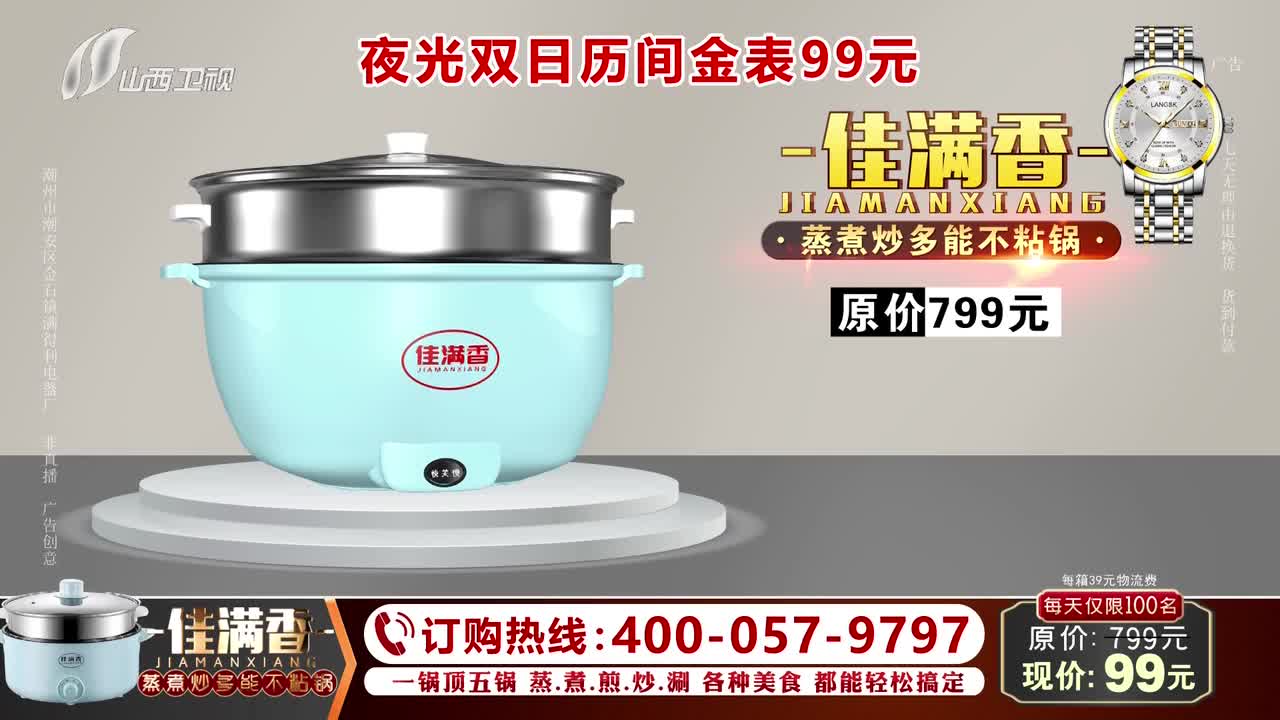 山西卫视
夜光双日历间金表99元
广告
LANGBK
佳满香
JIAMANXIANG
·蒸煮炒多能不粘锅·
原价799元
潮州市潮安区金石镇满得利电器厂 非直播 广告创意
七天无理由退换货 货到付款
佳满香
JIAMANXIANG
每箱39元物流费
佳满香
JIAMANXIANG
蒸煮炒多能不粘锅
订购热线:400-057-9797
一锅顶五锅 蒸.煮.煎.炒.涮 各种美食 都能轻松搞定
每天仅限100名
原价: 799元
现价: 99元